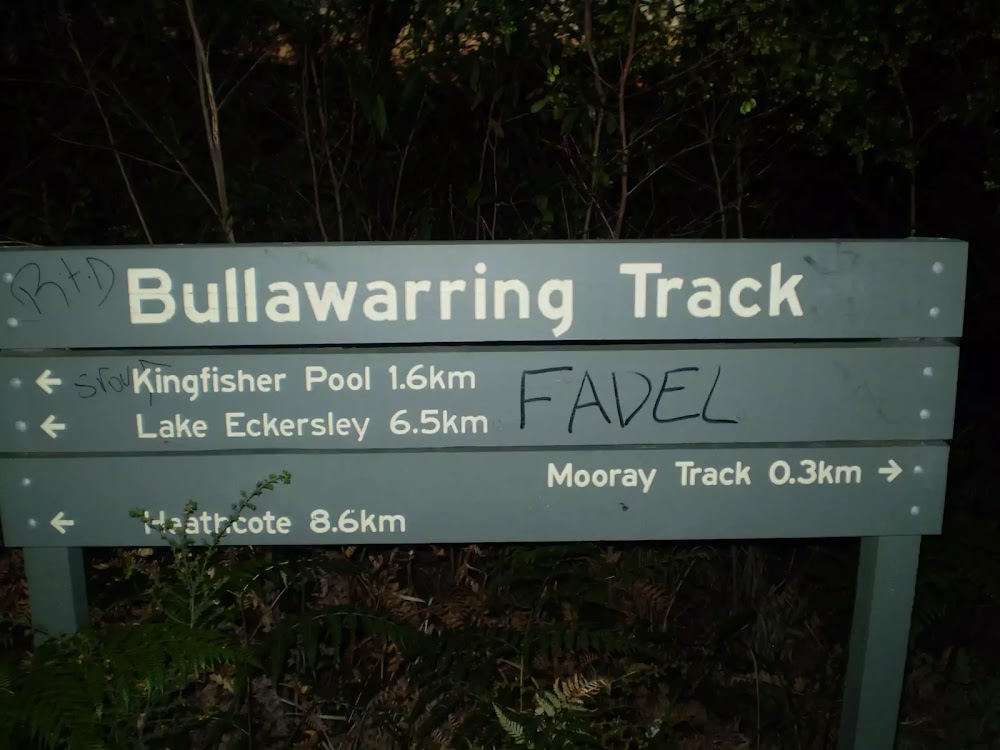 R+D Bullawarring Track
← Kingfisher Pool 1.6km
FADEL
← Lake Eckersley 6.5km
Mooray Track 0.3km →
← Heathcote 8.6km